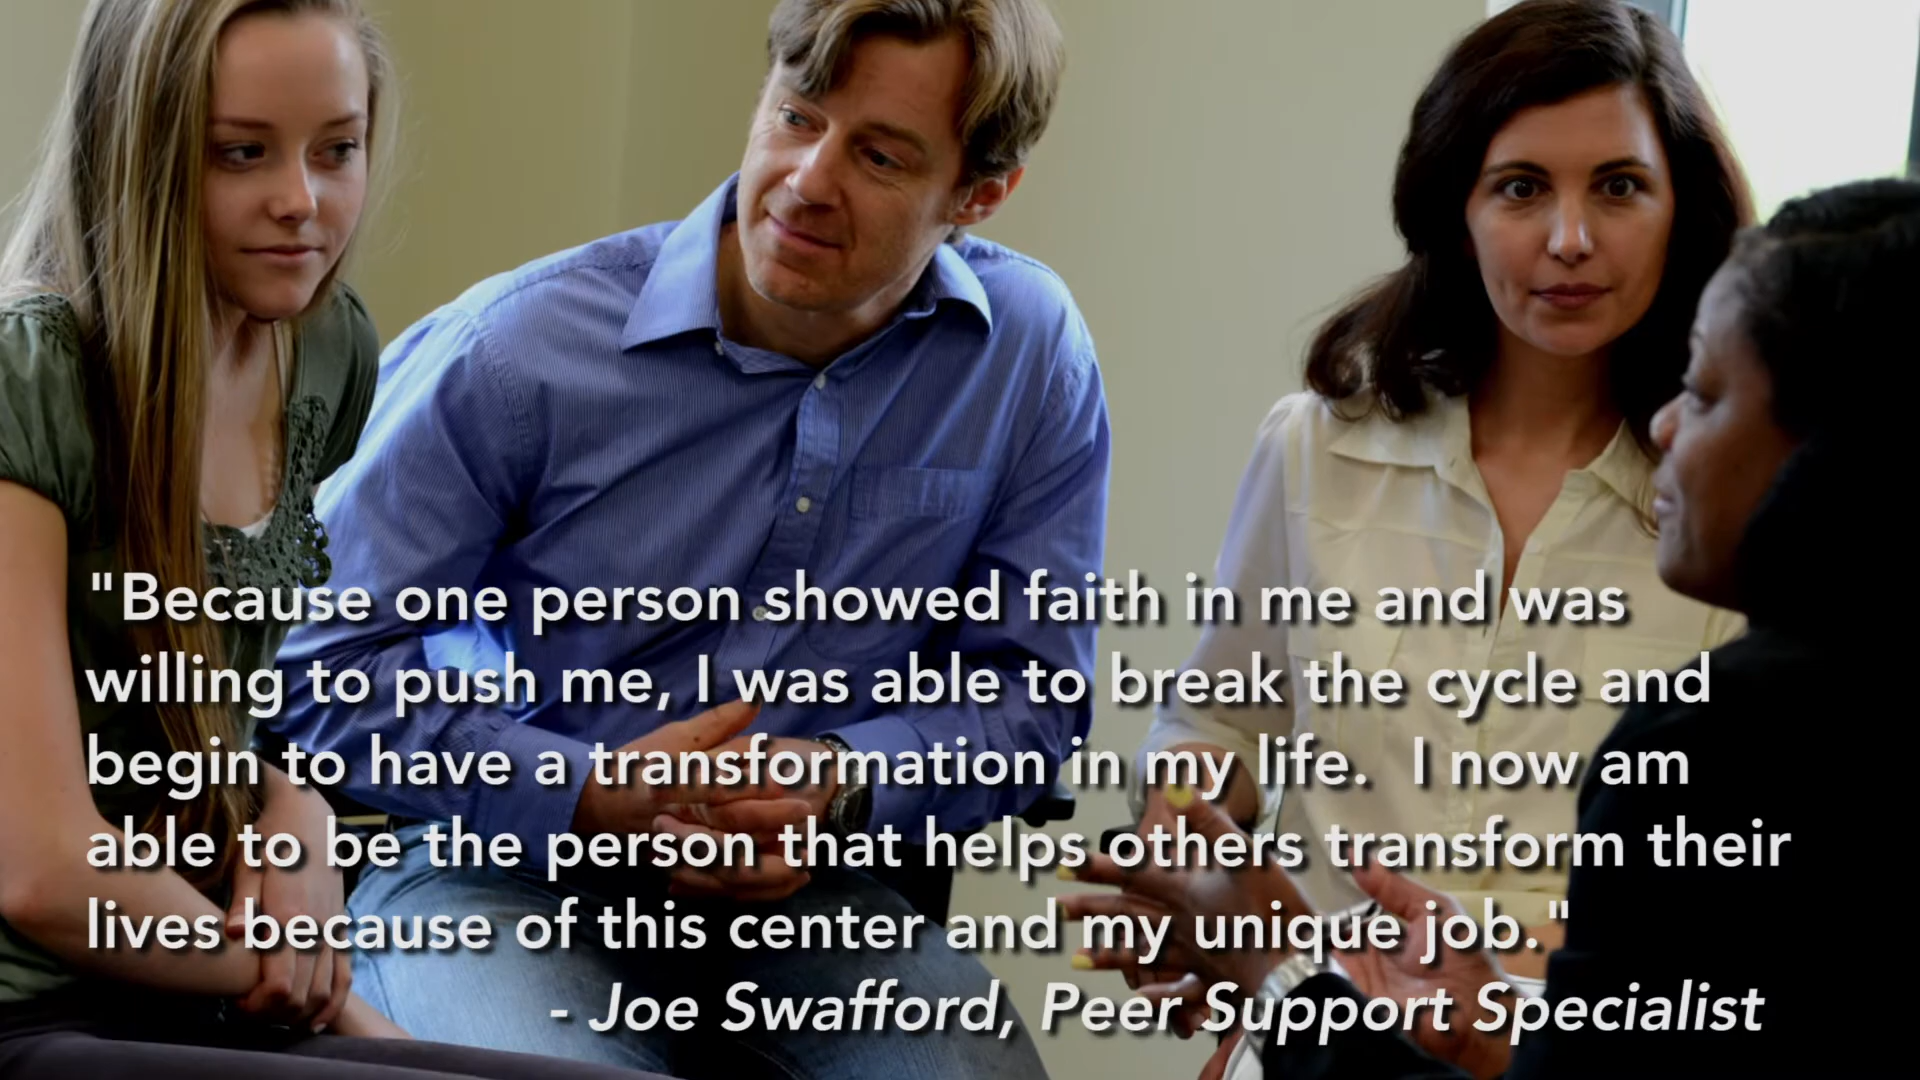 "Because one person showed faith in me and was
willing to push me, I was able to break the cycle and
begin to have a transformation in my life.  I now am
able to be the person that helps others transform their
lives because of this center and my unique job."
- Joe Swafford, Peer Support Specialist